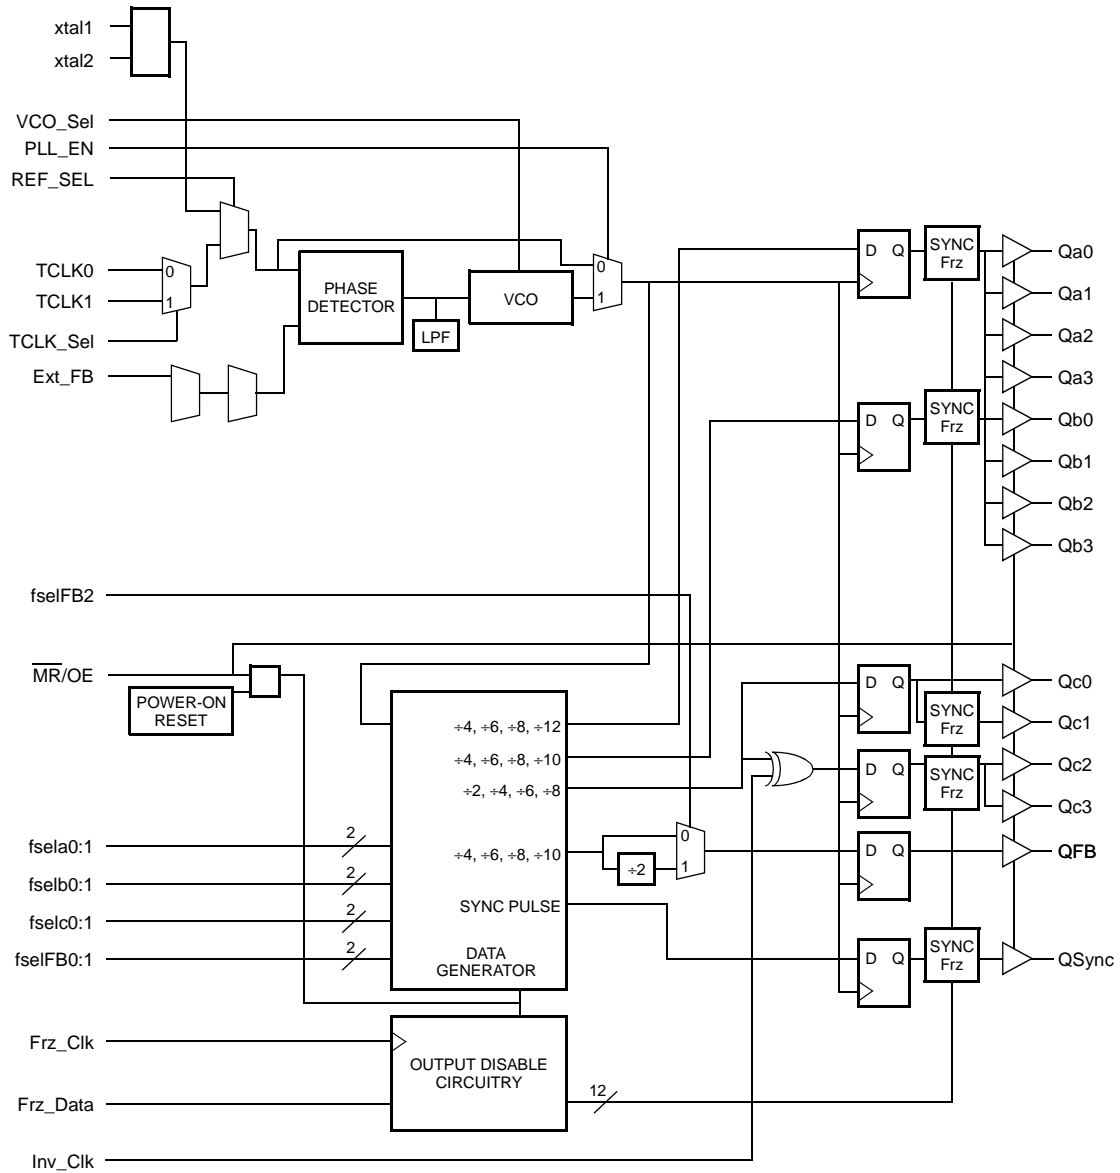 xtal1
xtal2
VCO_Sel
PLL_EN
REF_SEL
TCLK0
TCLK1
TCLK_Sel
Ext_FB
0
1
PHASE
DETECTOR
LPF
VCO
0
1
D Q
SYNC
Frz
Qa0
Qa1
Qa2
Qa3
D Q
SYNC
Frz
Qb0
Qb1
Qb2
Qb3
fselFB2
MR/OE
POWER-ON
RESET
÷4, ÷6, ÷8, ÷12
÷4, ÷6, ÷8, ÷10
÷2, ÷4, ÷6, ÷8
÷4, ÷6, ÷8, ÷10
SYNC PULSE
DATA
GENERATOR
÷2
0
1
D Q
SYNC
Frz
Qc0
Qc1
D Q
SYNC
Frz
Qc2
Qc3
D Q
QFB
D Q
SYNC
Frz
QSync
fsela0:1
2
fselb0:1
2
fselc0:1
2
fselFB0:1
2
Frz_Clk
Frz_Data
OUTPUT DISABLE
CIRCUITRY
12
Inv_Clk